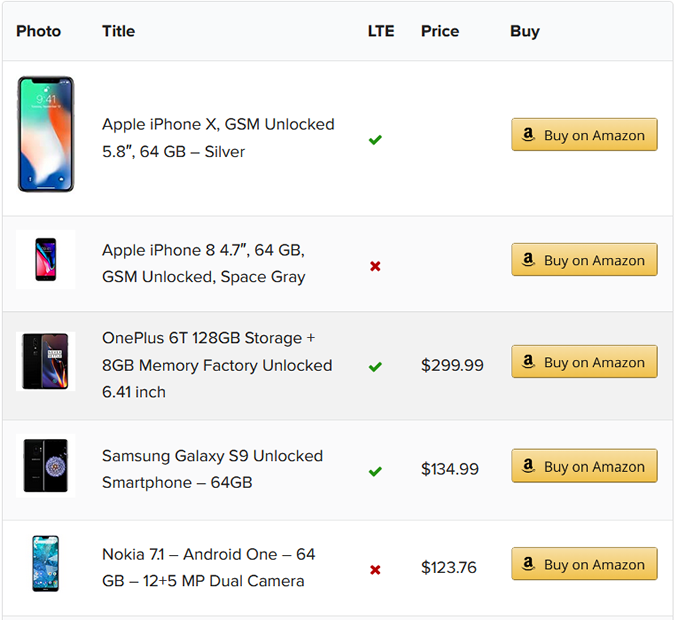 Photo Title LTE Price Buy
9:41
Apple iPhone X, GSM Unlocked
5.8″, 64 GB – Silver
Buy on Amazon
Apple iPhone 8 4.7″, 64 GB,
GSM Unlocked, Space Gray
Buy on Amazon
OnePlus 6T 128GB Storage +
8GB Memory Factory Unlocked
6.41 inch
$299.99
Buy on Amazon
Samsung Galaxy S9 Unlocked
Smartphone – 64GB
$134.99
Buy on Amazon
Nokia 7.1 – Android One – 64
GB – 12+5 MP Dual Camera
$123.76
Buy on Amazon